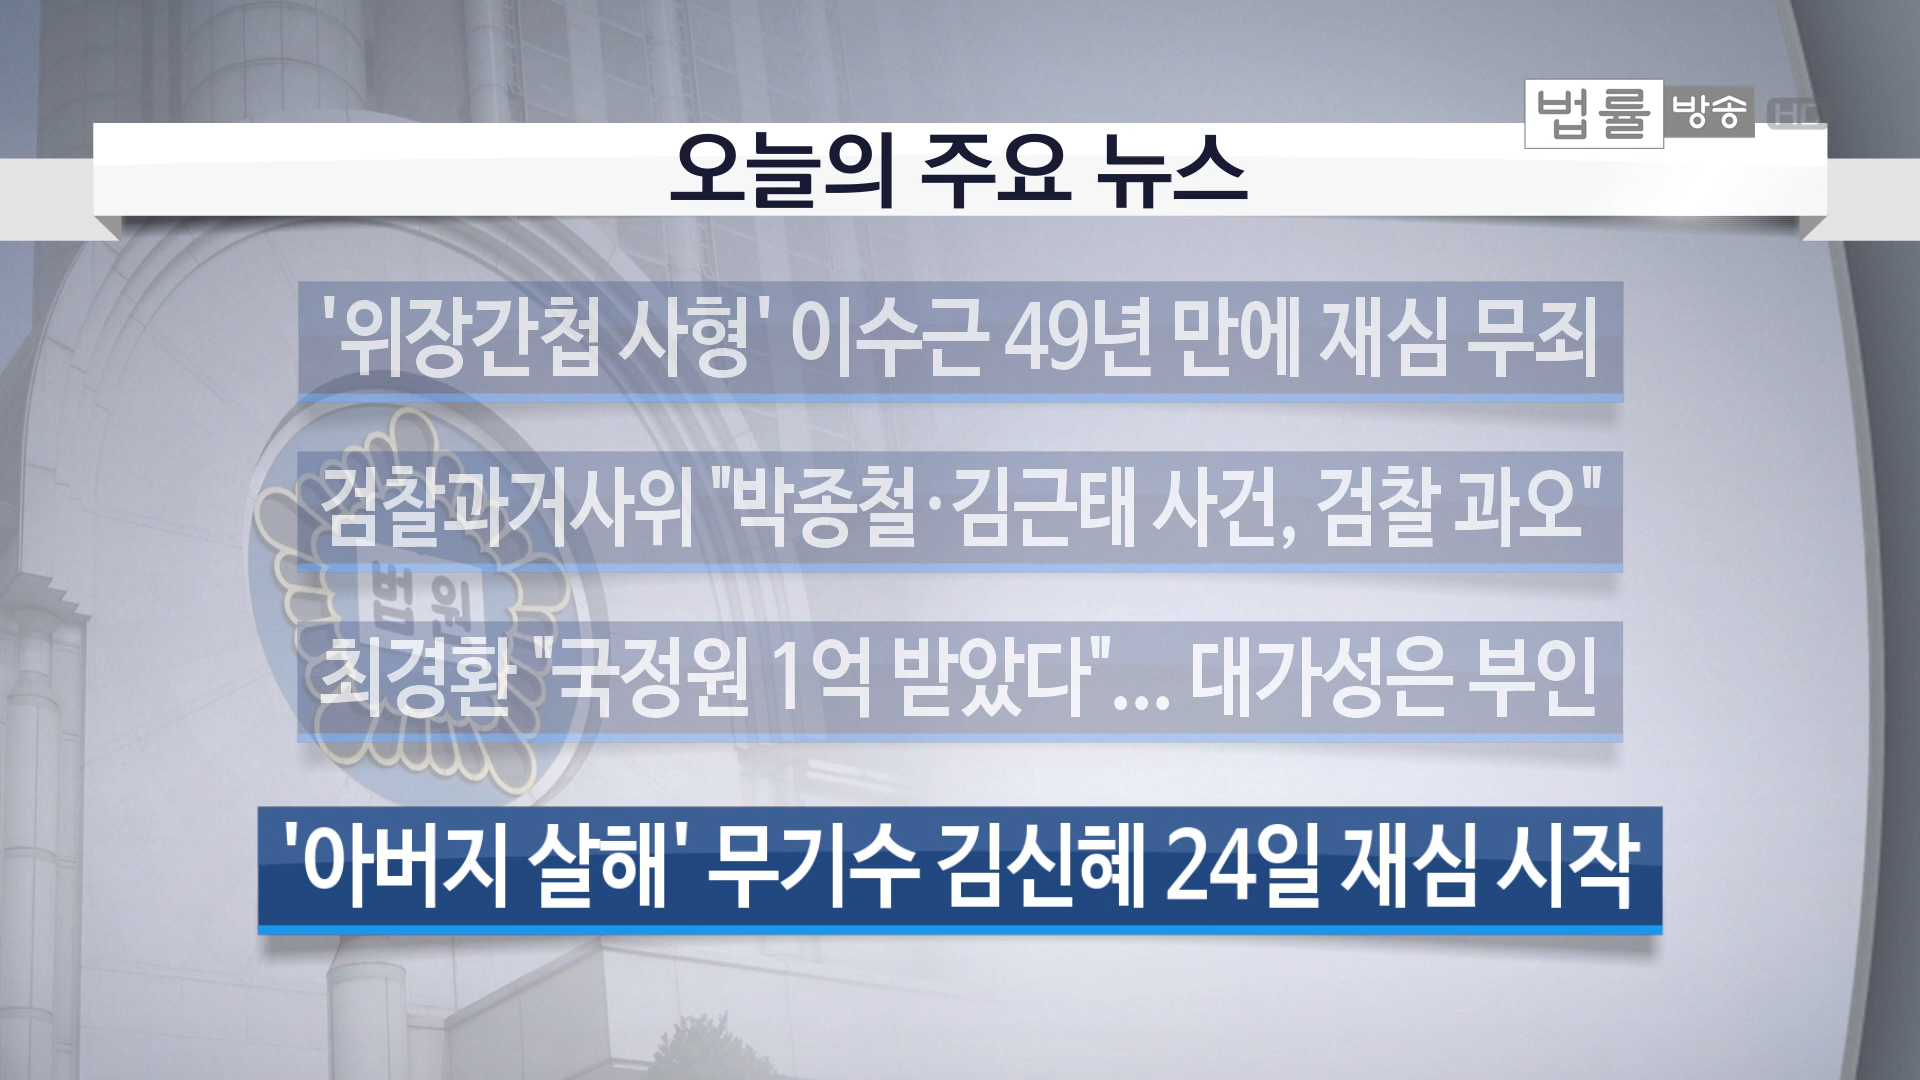 법률방송 HD
오늘의 주요 뉴스
'위장간첩 사형' 이수근 49년 만에 재심 무죄
검찰과거사위 "박종철·김근태 사건, 검찰 과오"
최경환 "국정원 1억 받았다"... 대가성은 부인
'아버지 살해' 무기수 김신혜 24일 재심 시작
법원